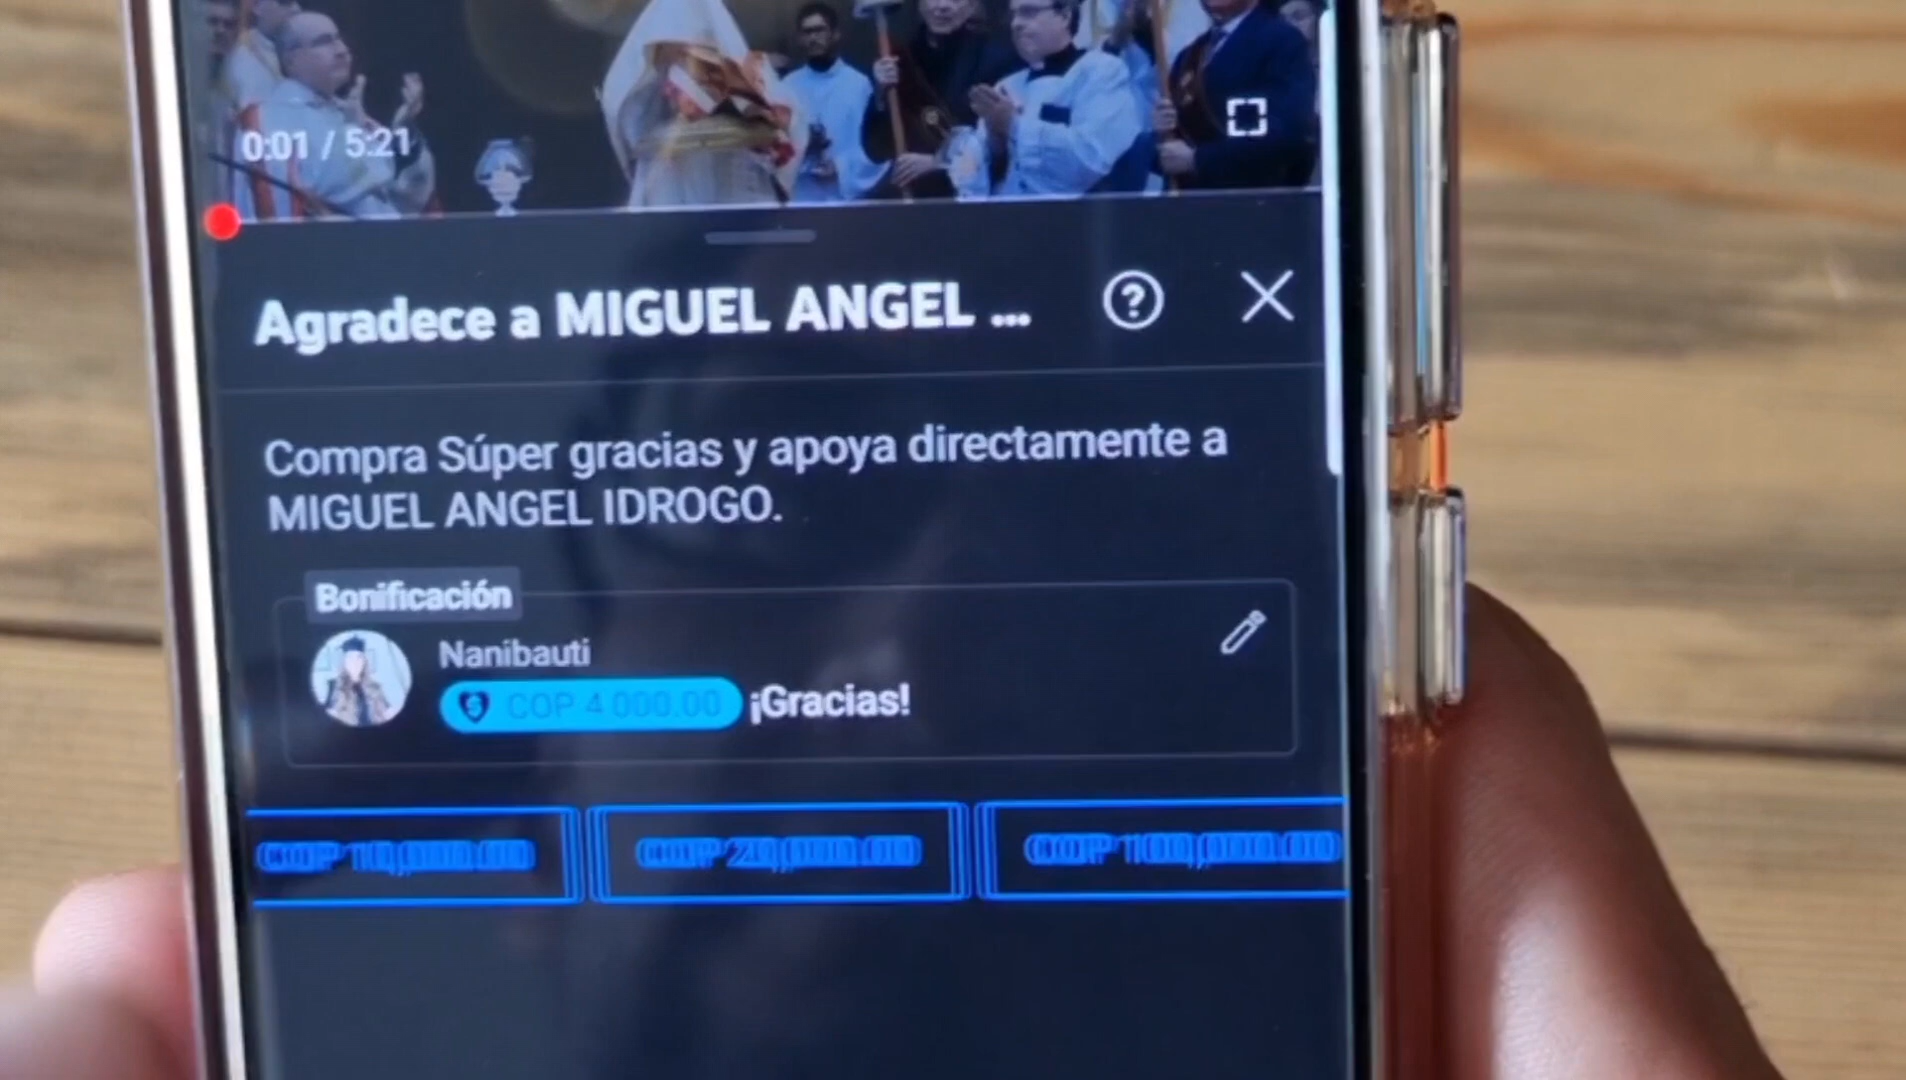 0:01 / 5:21
Agradece a MIGUEL ANGEL ...
Compra Súper gracias y apoya directamente a
MIGUEL ANGEL IDROGO.
Bonificación
Nanibauti
COP 4 000.00 ¡Gracias!
COP 10,000.00 COP 20,000.00 COP 100,000.00